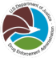 U.S. Department of Justice
Drug Enforcement Administration